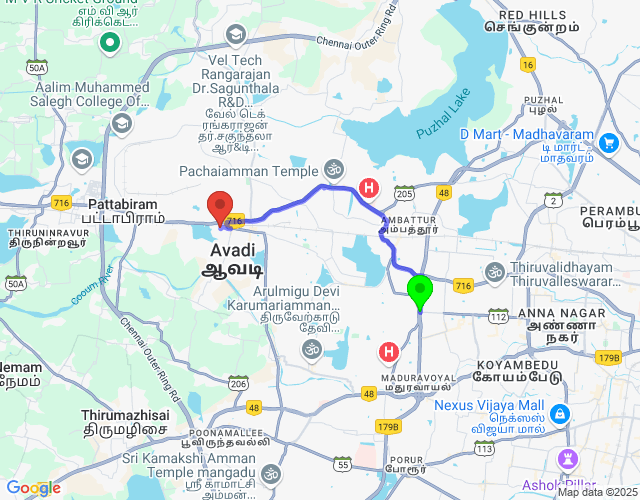 M V R Cricket Ground
எம் வி ஆர்
கிரிக்கெட்...
RED HILLS
செங்குன்றம்
Chennai Outer Ring Rd
50A
16
Vel Tech
Rangarajan
Dr.Sagunthala
R&D...
வேல் டெக்
ரங்கராஜன்
தர்.சகுந்தலா
ஆர்&டி...
Aalim Muhammed
Salegh College Of...
PUZHAL
புழல்
Puzhal Lake
D Mart - Madhavaram
டி மார்ட்...
மாதவரம்
Pachaiamman Temple
H
205
48
2
716
Pattabiram
பட்டாபிராம்
716
AMBATTUR
அம்பத்தூர்
PERAMBU
பெரம்பூ
THIRUNINRAVUR
திருநின்றவூர்
Avadi
ஆவடி
50A
Cooum River
Thiruvalidhayam
Thiruvalleswarar...
716
Arulmigu Devi
Karumariamman...
திருவேற்காடு
தேவி...
112
ANNA NAGAR
அண்ணா
நகர்
179B
H
Chennai Outer Ring Rd
Nemam
நேமம்
206
MADURAVOYAL
மதுரவாயல்
KOYAMBEDU
கோயம்பேடு
Thirumazhisai
திருமழிசை
48
48
Nexus Vijaya Mall
நெக்ஸஸ்
விஜயா மால்
POONAMALLEE
பூவிருந்தவல்லி
179B
Sri Kamakshi Amman
Temple mangadu
ஸ்ரீ காமாட்சி
அம்மன்...
55
PORUR
போரூர்
Ashok Pillar
Google
Map data ©2025